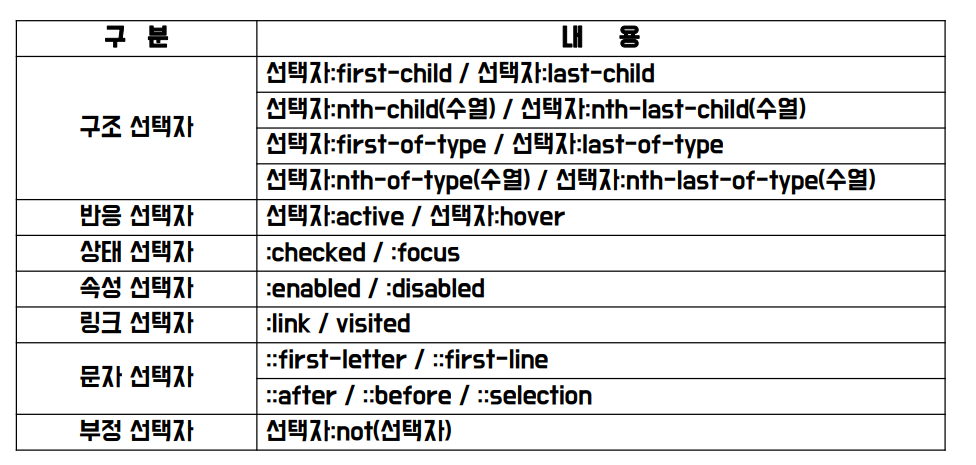 구 분 내 용
구조 선택자
선택자:first-child / 선택자:last-child
선택자:nth-child(수열) / 선택자:nth-last-child(수열)
선택자:first-of-type / 선택자:last-of-type
선택자:nth-of-type(수열) / 선택자:nth-last-of-type(수열)
반응 선택자 선택자:active / 선택자:hover
상태 선택자 :checked / :focus
속성 선택자 :enabled / :disabled
링크 선택자 :link / visited
문자 선택자
::first-letter / ::first-line
::after / ::before / ::selection
부정 선택자 선택자:not(선택자)